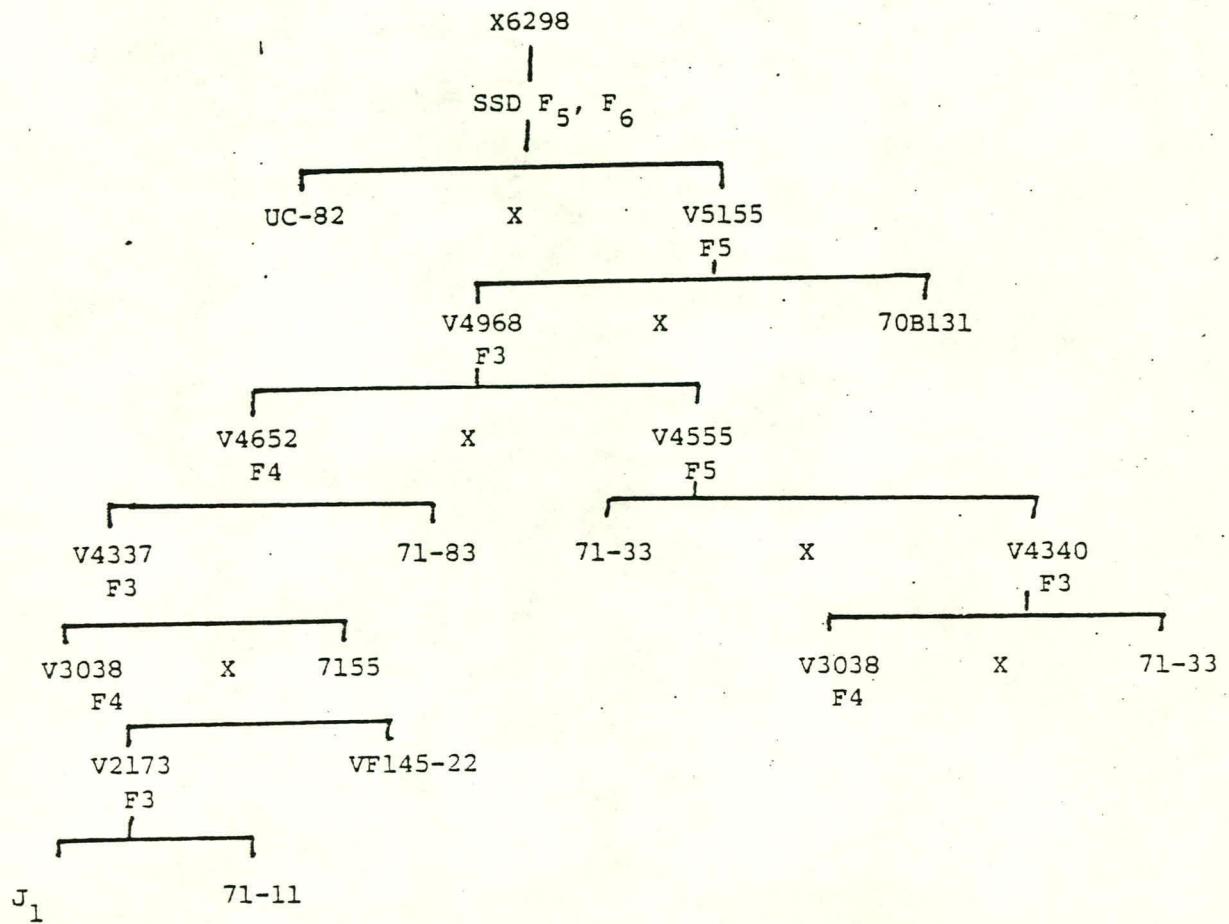 X6298
SSD F5, F6
UC-82 X V5155
F5
V4968 X 70B131
F3
V4652 X V4555
F4 F5
V4337 71-83 71-33 X V4340
F3 F3
V3038 X 7155 V3038 X 71-33
F4 F4
V2173 VF145-22
F3
J1 71-11